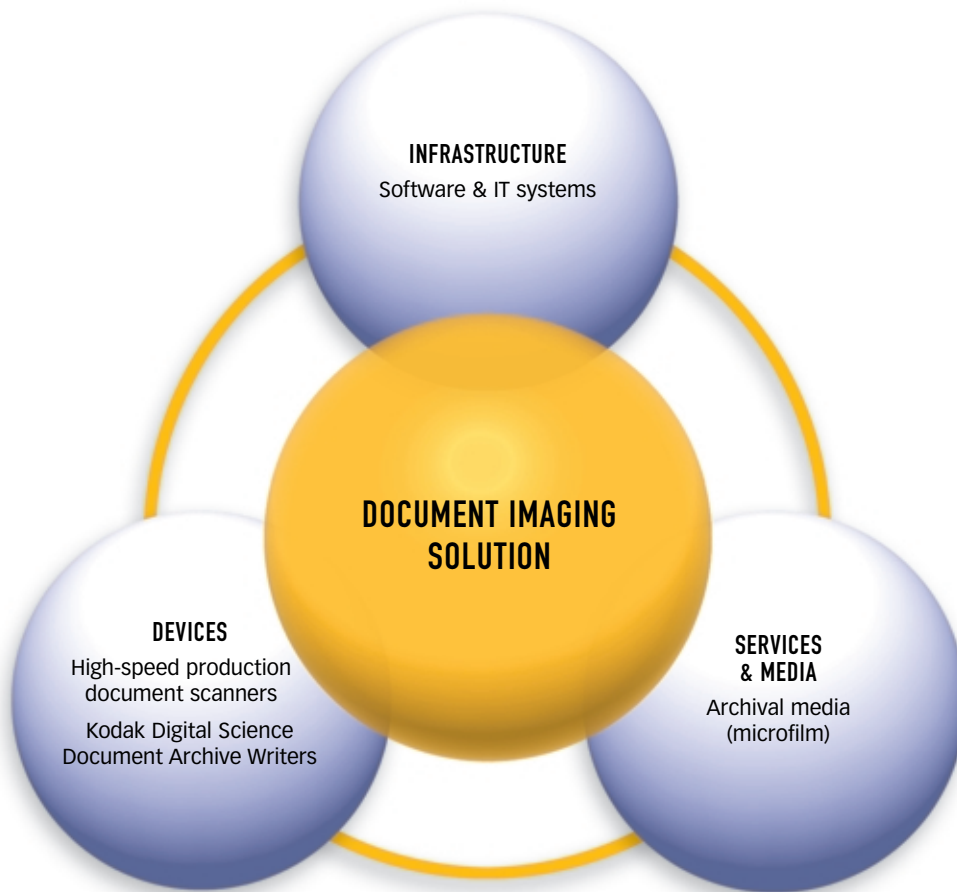 INFRASTRUCTURE
Software & IT systems
DOCUMENT IMAGING
SOLUTION
DEVICES
High-speed production
document scanners
Kodak Digital Science
Document Archive Writers
SERVICES
& MEDIA
Archival media
(microfilm)